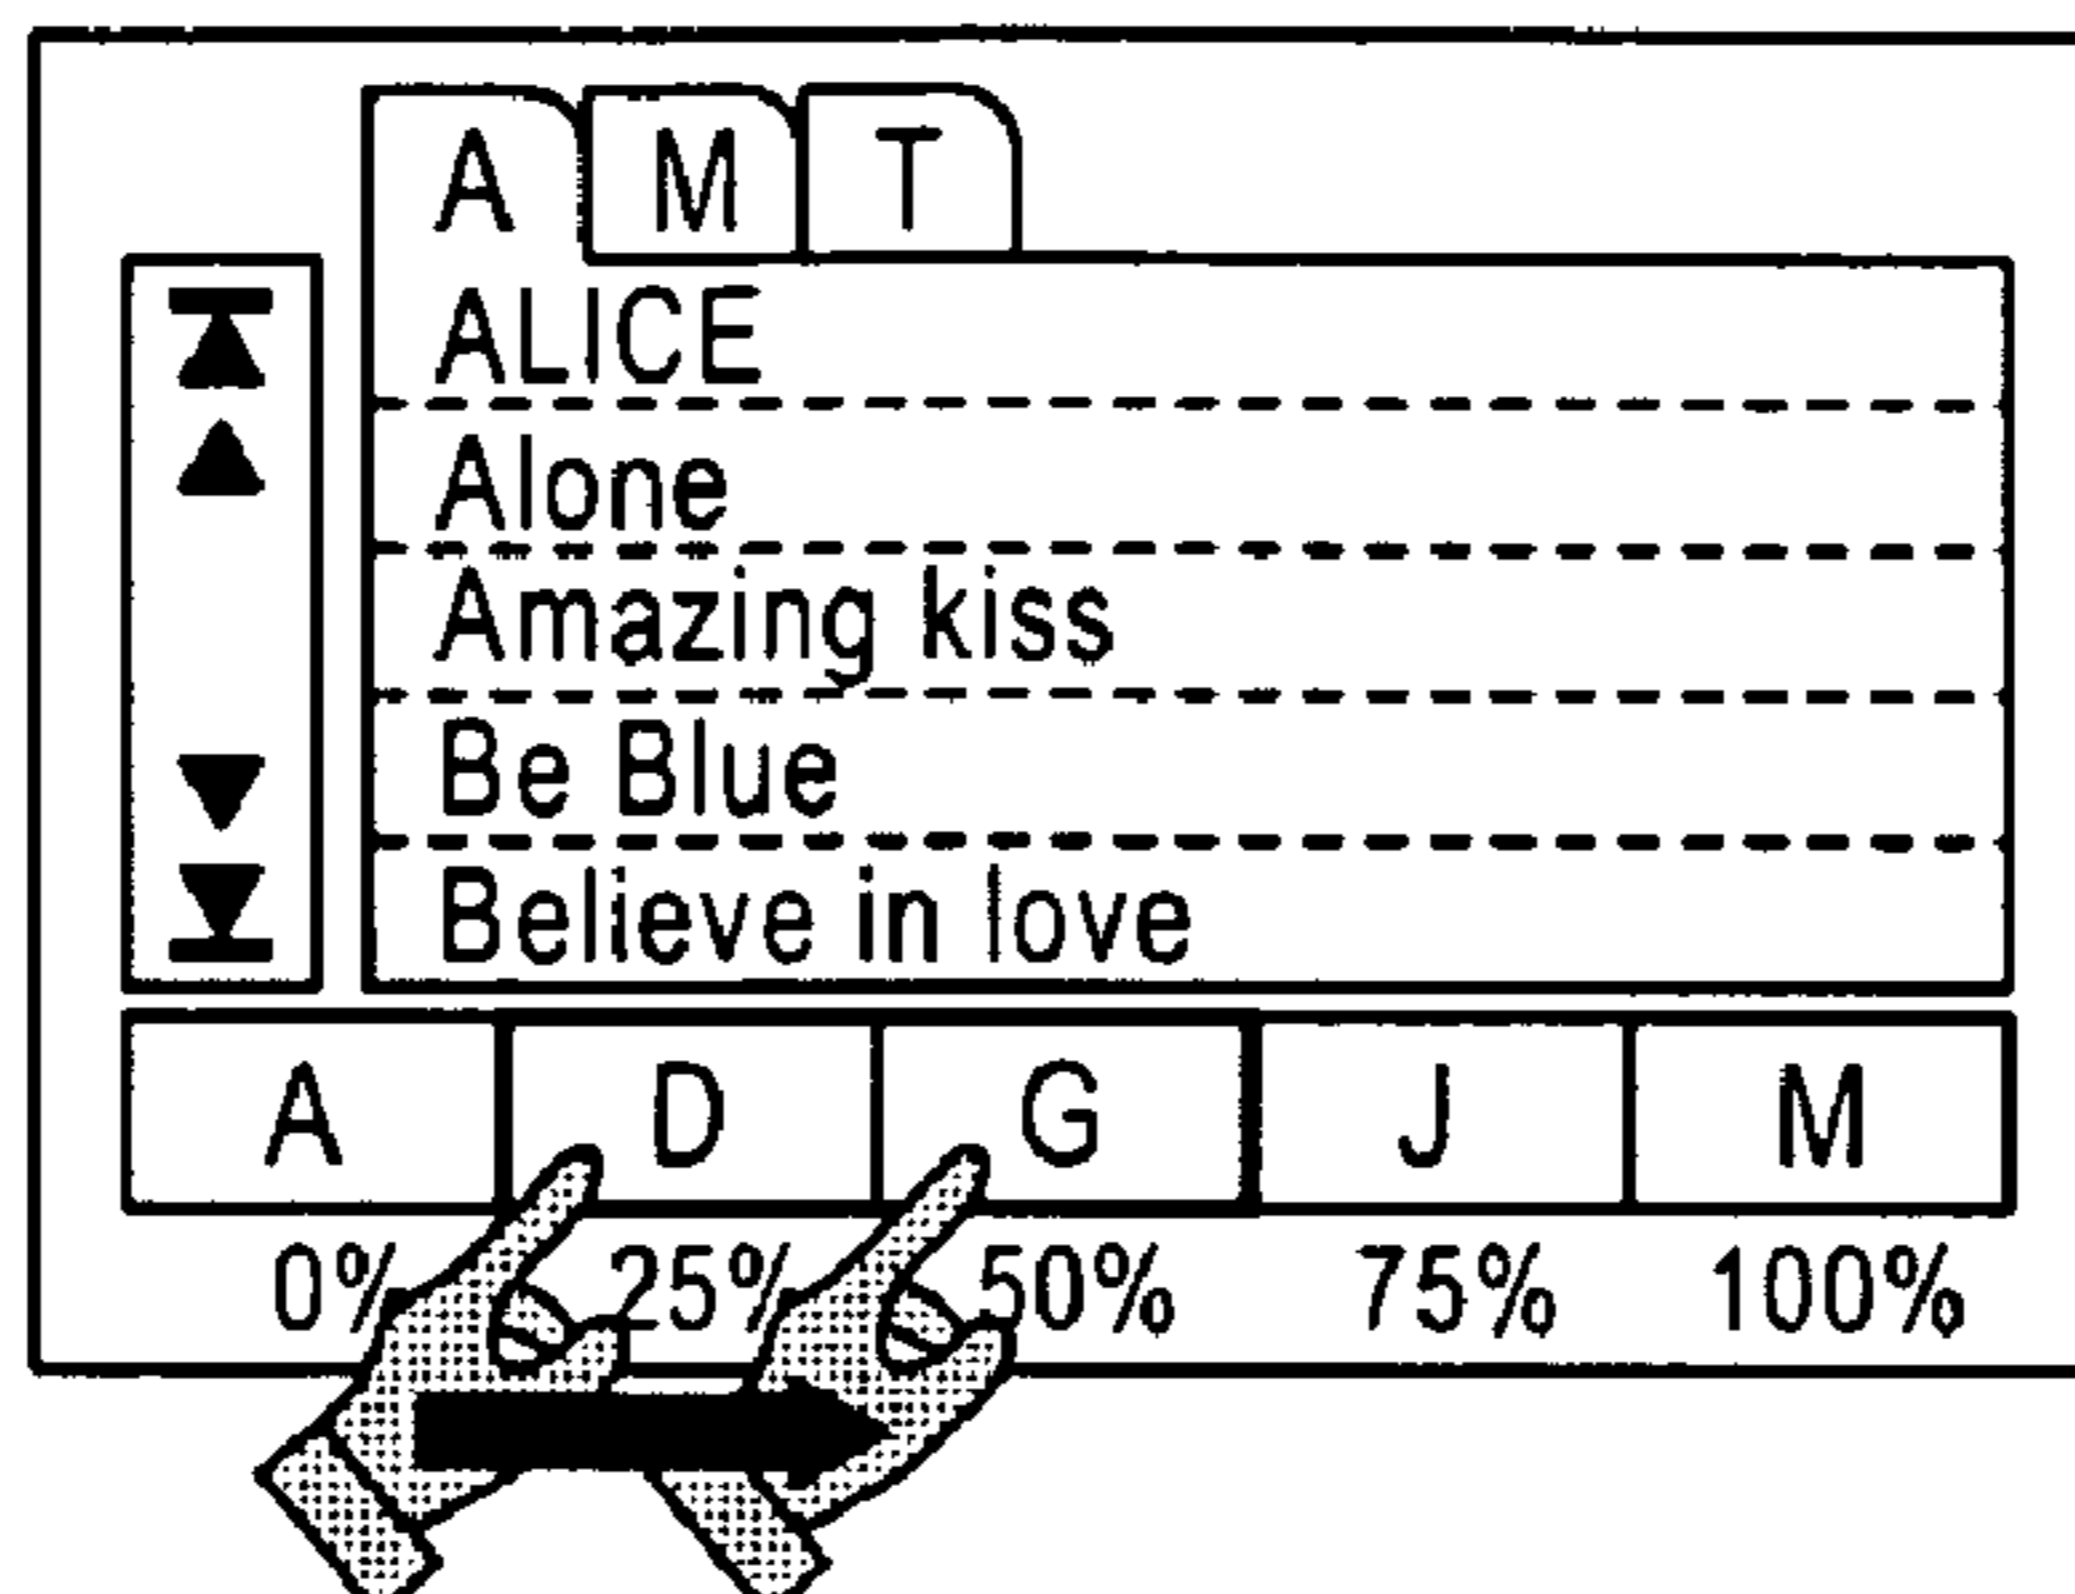 A M T
ALICE
Alone
Amazing kiss
Be Blue
Believe in love
A D G J M
0% 25% 50% 75% 100%